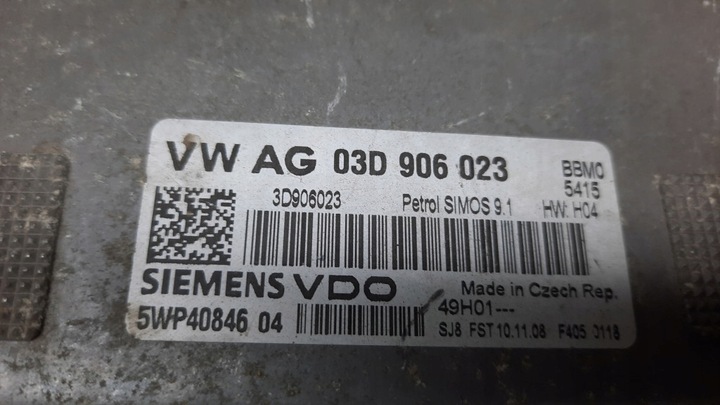 VW AG 03D 906 023 BBM0
5415
3D906023 Petrol SIMOS 9.1 HW: H04
SIEMENS VDO Made in Czech Rep.
49H01---
5WP40846 04 SJ8 FST 10.11.08 F405 0118